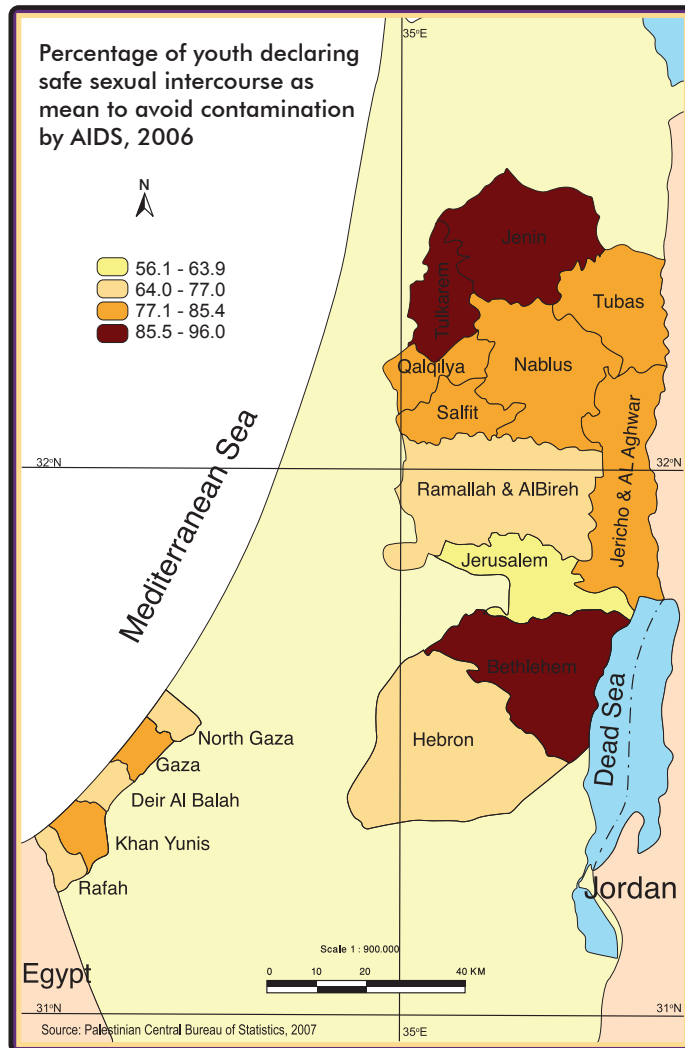 Percentage of youth declaring
safe sexual intercourse as
mean to avoid contamination
by AIDS, 2006
35°E
N
56.1 - 63.9
64.0 - 77.0
77.1 - 85.4
85.5 - 96.0
Jenin
Tulkarem
Tubas
Qalqilya
Nablus
Salfit
Mediterranean Sea
32°N
32°N
Ramallah & AlBireh
Jericho & AL Aghwar
Jerusalem
Bethlehem
Dead Sea
Hebron
North Gaza
Gaza
Deir Al Balah
Khan Yunis
Rafah
Jordan
Egypt
Scale 1 : 900.000
0 10 20 40 KM
31°N
31°N
Source: Palestinian Central Bureau of Statistics, 2007
35°E